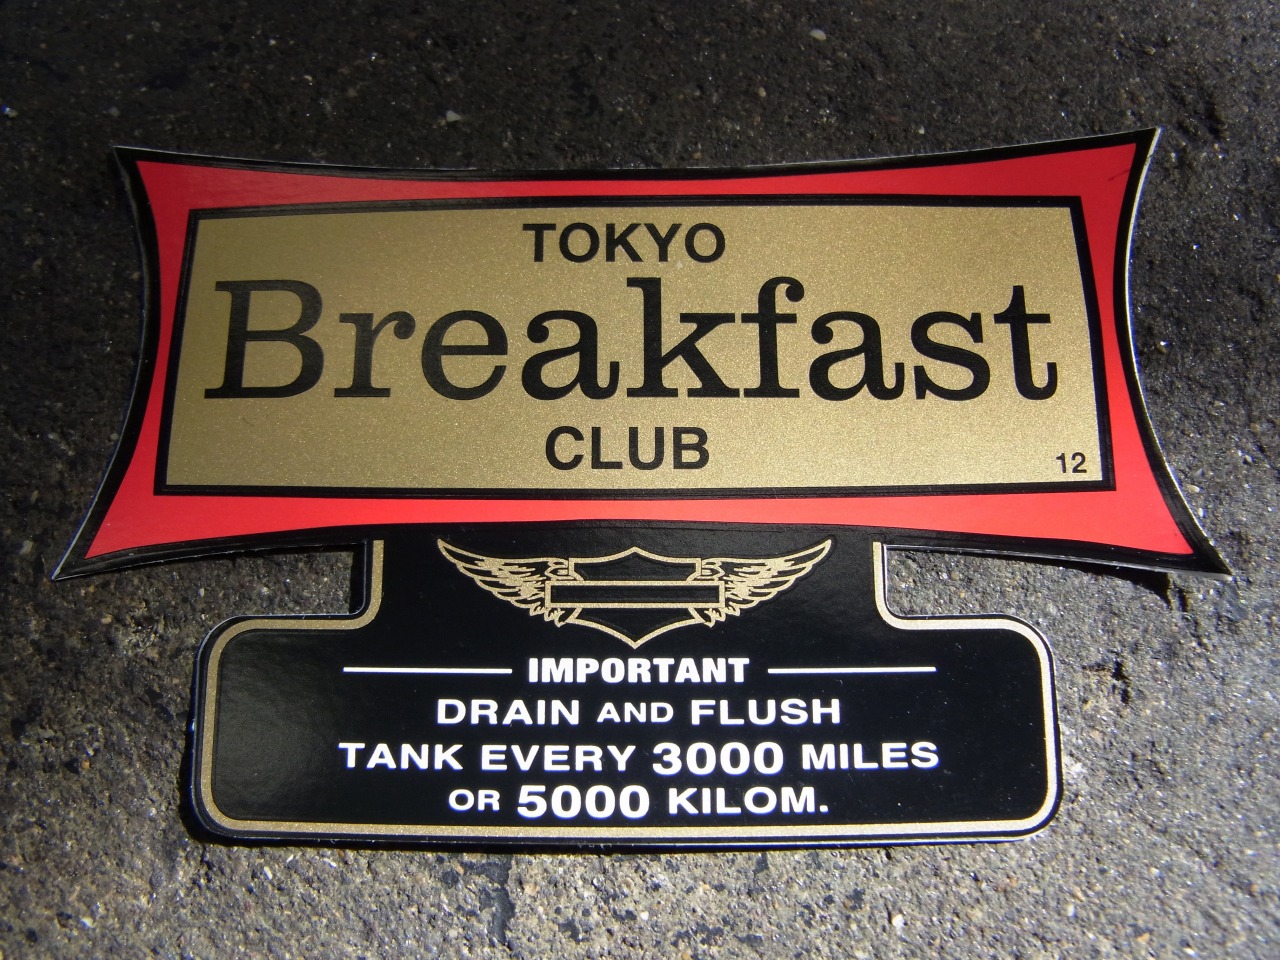 TOKYO
Breakfast
CLUB
12
IMPORTANT
DRAIN AND FLUSH
TANK EVERY 3000 MILES
OR 5000 KILOM.